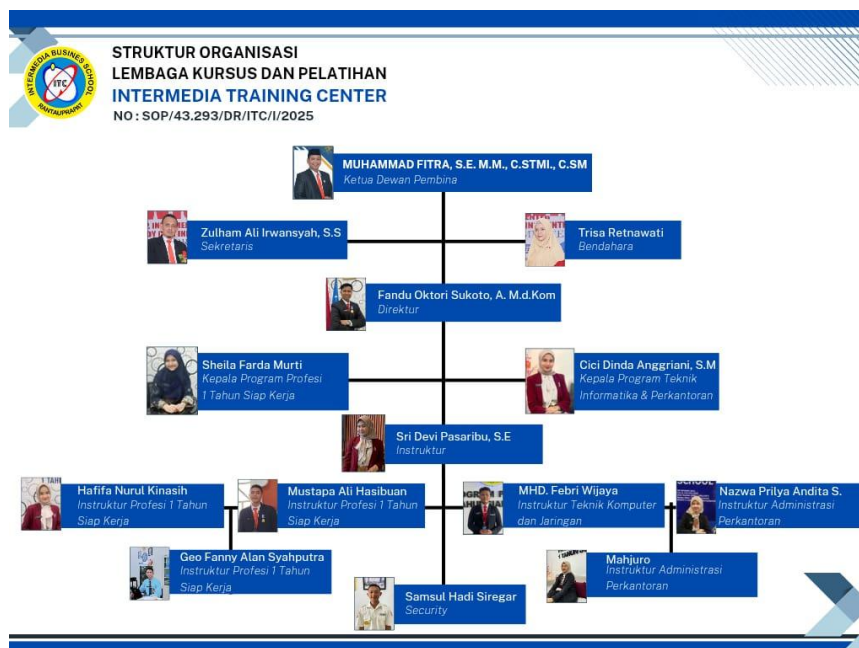 INTERMEDIA BUSINES SCHOOL
ITC
RANTAUPRAPAT
STRUKTUR ORGANISASI
LEMBAGA KURSUS DAN PELATIHAN
INTERMEDIA TRAINING CENTER
NO : SOP/43.293/DR/ITC/I/2025
MUHAMMAD FITRA, S.E. M.M., C.STMI., C.SM
Ketua Dewan Pembina
Zulham Ali Irwansyah, S.S
Sekretaris
Trisa Retnawati
Bendahara
Fandu Oktori Sukoto, A. M.d.Kom
Direktur
Sheila Farda Murti
Kepala Program Profesi
1 Tahun Siap Kerja
Cici Dinda Anggriani, S.M
Kepala Program Teknik
Informatika & Perkantoran
Sri Devi Pasaribu, S.E
Instruktur
Hafifa Nurul Kinasih
Instruktur Profesi 1 Tahun
Siap Kerja
Mustapa Ali Hasibuan
Instruktur Profesi 1 Tahun
Siap Kerja
MHD. Febri Wijaya
Instruktur Teknik Komputer
dan Jaringan
Nazwa Prilya Andita S.
Instruktur Administrasi
Perkantoran
Geo Fanny Alan Syahputra
Instruktur Profesi 1 Tahun
Siap Kerja
Mahjuro
Instruktur Administrasi
Perkantoran
Samsul Hadi Siregar
Security